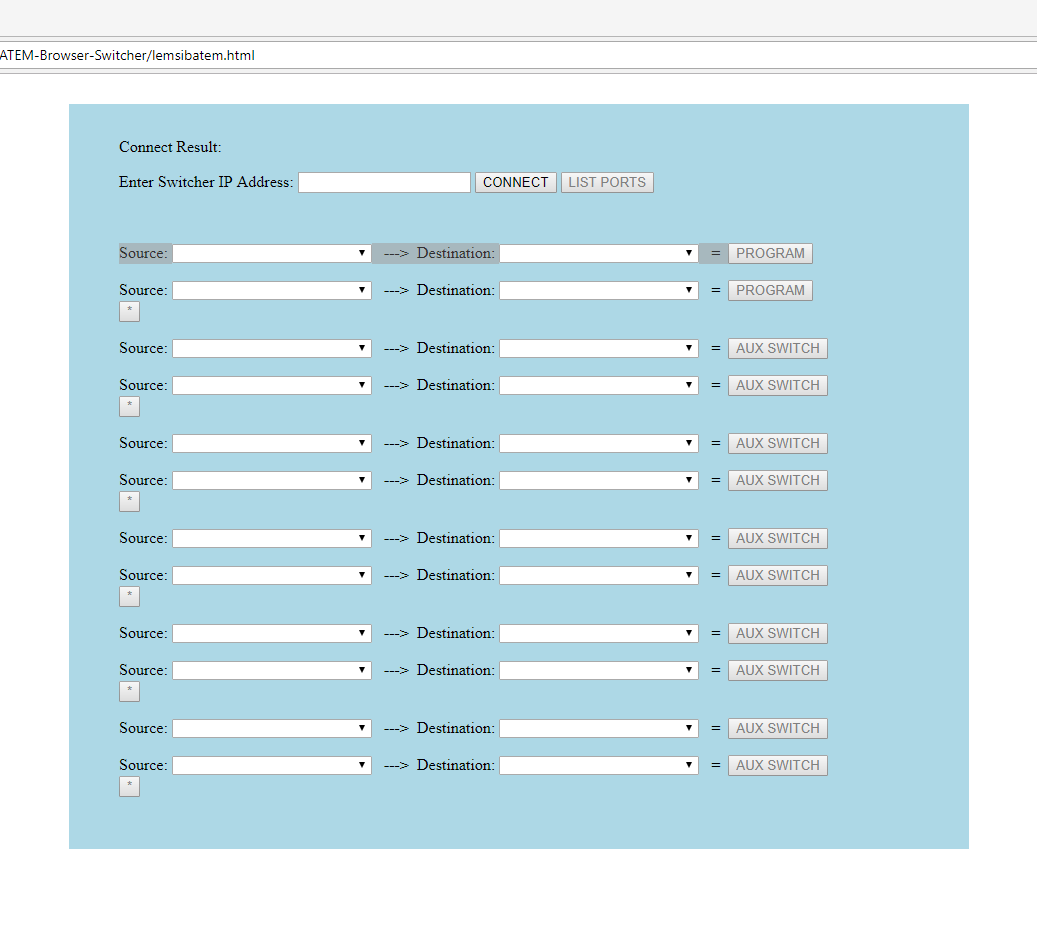 ATEM-Browser-Switcher/lemsibatem.html
Connect Result:
Enter Switcher IP Address: CONNECT LIST PORTS
Source: ---> Destination: = PROGRAM
Source: ---> Destination: = PROGRAM
*
Source: ---> Destination: = AUX SWITCH
Source: ---> Destination: = AUX SWITCH
*
Source: ---> Destination: = AUX SWITCH
Source: ---> Destination: = AUX SWITCH
*
Source: ---> Destination: = AUX SWITCH
Source: ---> Destination: = AUX SWITCH
*
Source: ---> Destination: = AUX SWITCH
Source: ---> Destination: = AUX SWITCH
*
Source: ---> Destination: = AUX SWITCH
Source: ---> Destination: = AUX SWITCH
*